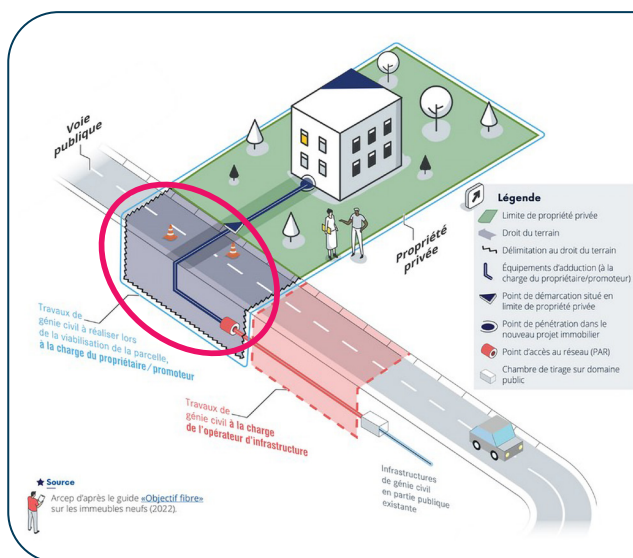 Voie
publique
Propriété
privée
Travaux de
génie civil à réaliser lors
de la viabilisation de la parcelle,
à la charge du propriétaire/promoteur
Travaux de
génie civil à la charge
de l'opérateur d'infrastructure
Infrastructures
de génie civil
en partie publique
existante
Légende
Limite de propriété privée
Droit du terrain
Délimitation au droit du terrain
Équipements d'adduction (à la
charge du propriétaire/promoteur)
Point de démarcation situé en
limite de propriété privée
Point de pénétration dans le
nouveau projet immobilier
Point d'accès au réseau (PAR)
Chambre de tirage sur domaine
public
Source
Arcep d'après le guide «Objectif fibre»
sur les immeubles neufs (2022).